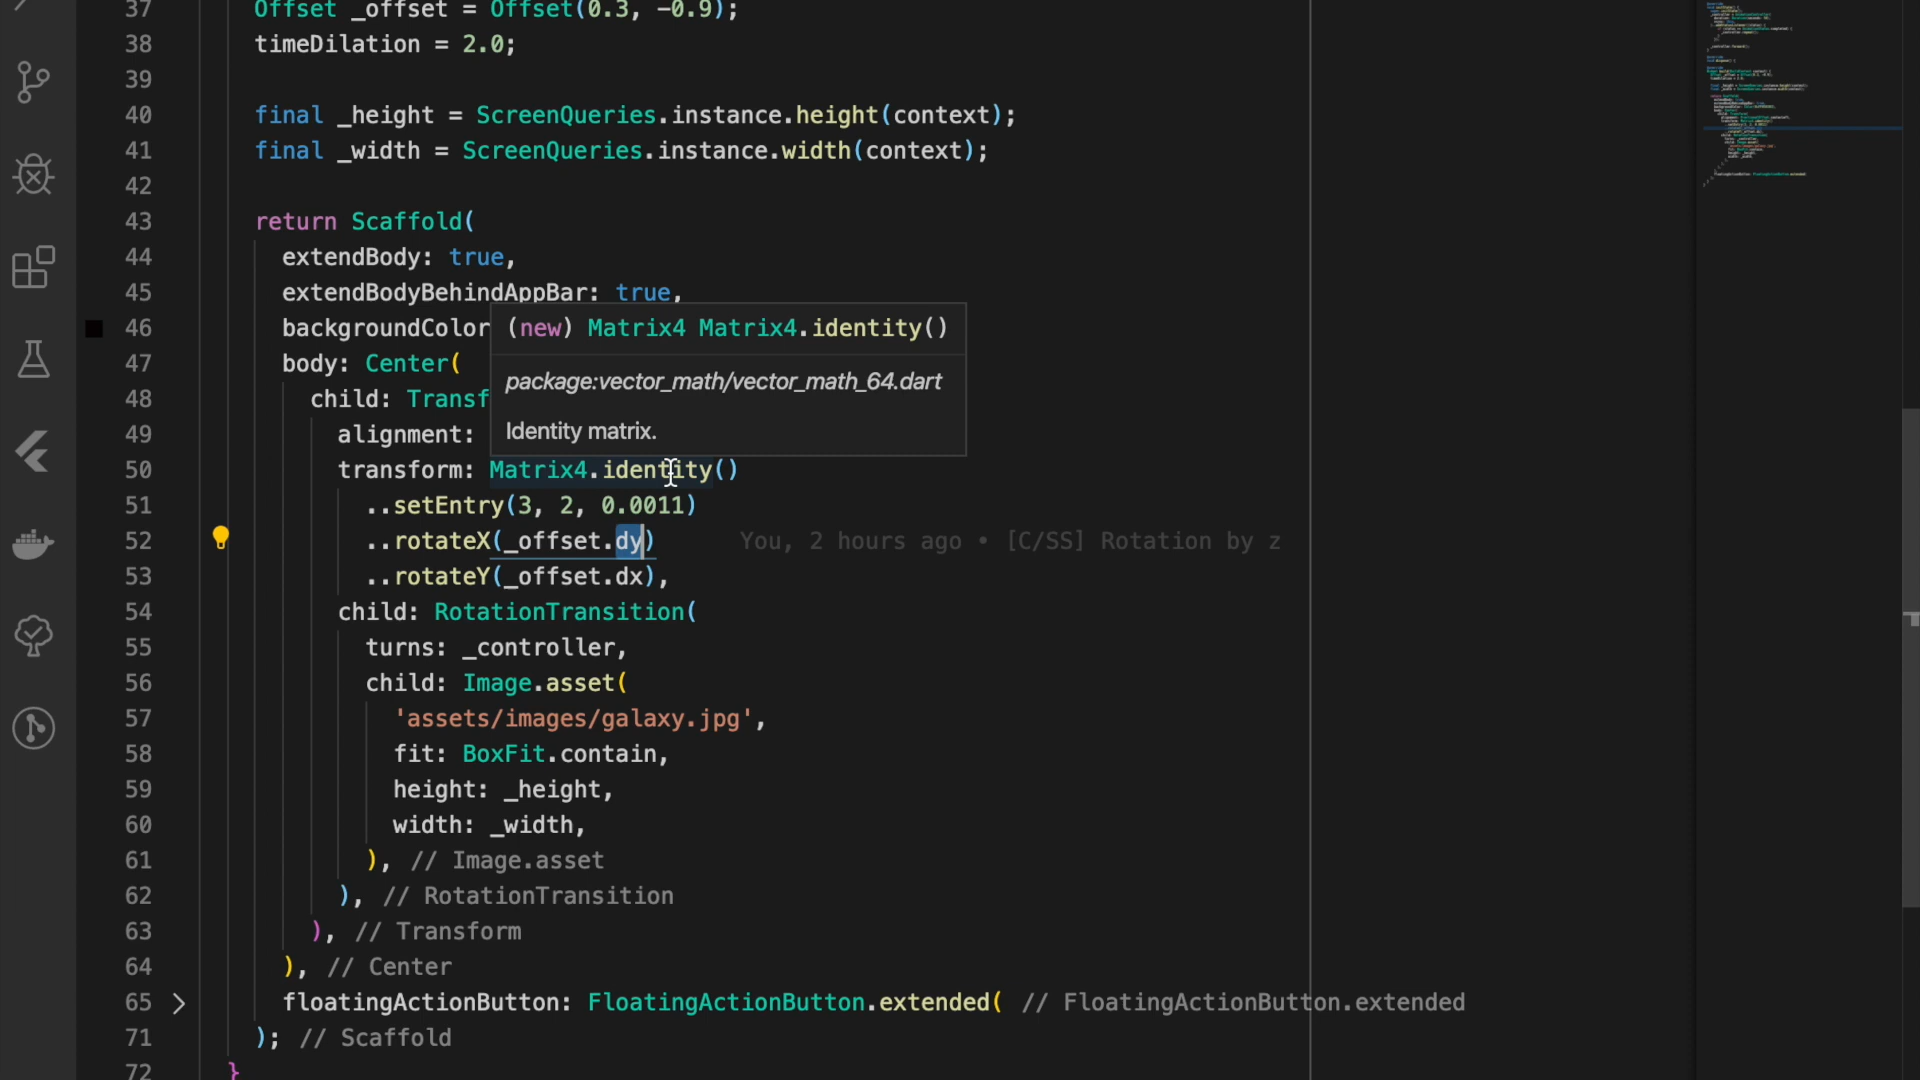 37 Offset _offset = Offset(0.3, -0.9);
38 timeDilation = 2.0;
39
40 final _height = ScreenQueries.instance.height(context);
41 final _width = ScreenQueries.instance.width(context);
42
43 return Scaffold(
44 extendBody: true,
45 extendBodyBehindAppBar: true,
46 backgroundColor
(new) Matrix4 Matrix4.identity()
package:vector_math/vector_math_64.dart
Identity matrix.
47 body: Center(
48 child: Transf
49 alignment:
50 transform: Matrix4.identity()
51 ..setEntry(3, 2, 0.0011)
52 ..rotateX(_offset.dy) You, 2 hours ago • [C/SS] Rotation by z
53 ..rotateY(_offset.dx),
54 child: RotationTransition(
55 turns: _controller,
56 child: Image.asset(
57 'assets/images/galaxy.jpg',
58 fit: BoxFit.contain,
59 height: _height,
60 width: _width,
61 ), // Image.asset
62 ), // RotationTransition
63 ), // Transform
64 ), // Center
65 floatingActionButton: FloatingActionButton.extended( // FloatingActionButton.extended
71 ); // Scaffold
72 }